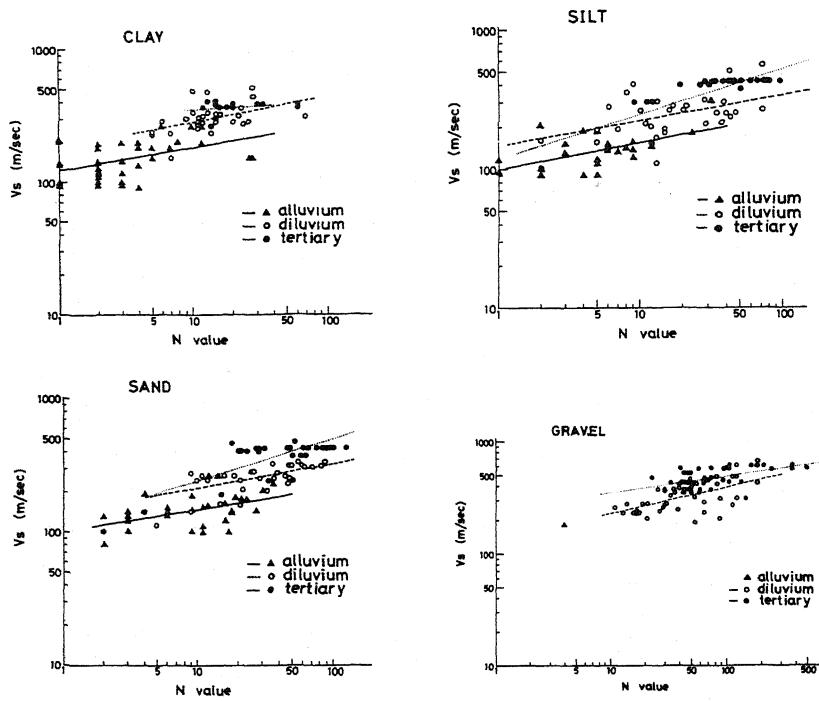 CLAY
1000
500
100
50
10
Vs (m/sec)
1 5 10 50 100
N value
▲ alluvium
○ diluvium
● tertiary
SILT
1000
500
100
50
10
Vs (m/sec)
1 5 10 50 100
N value
▲ alluvium
○ diluvium
● tertiary
SAND
1000
500
100
50
10
Vs (m/sec)
1 5 10 50 100
N value
▲ alluvium
○ diluvium
● tertiary
GRAVEL
1000
500
100
50
10
Vs (m/sec)
1 5 10 50 100 500
N value
▲ alluvium
○ diluvium
● tertiary